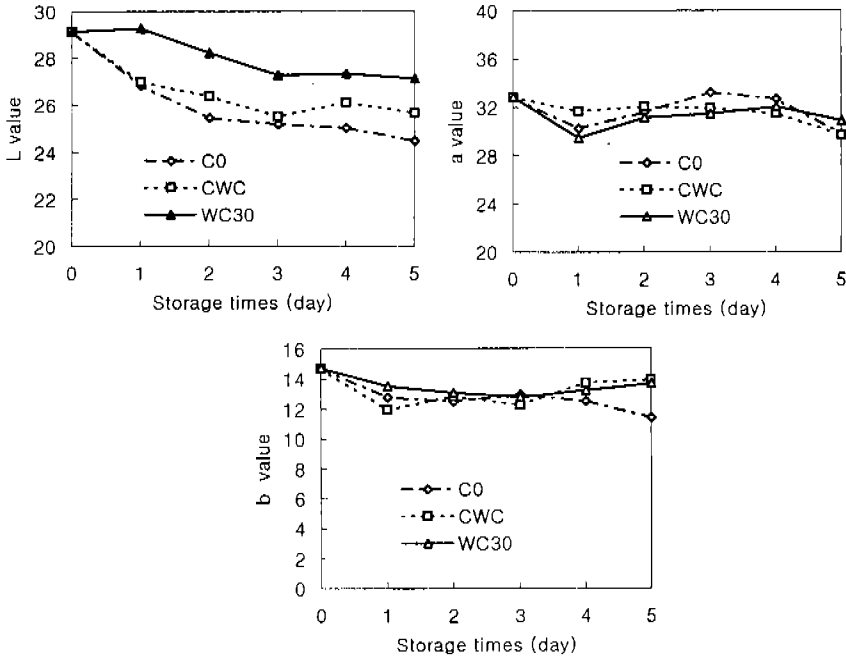 30
28
26
24
22
20
L value
C0
CWC
WC30
0 1 2 3 4 5
Storage times (day)
40
36
32
28
24
20
a value
C0
CWC
WC30
0 1 2 3 4 5
Storage times (day)
16
14
12
10
8
6
4
2
0
b value
C0
CWC
WC30
0 1 2 3 4 5
Storage times (day)